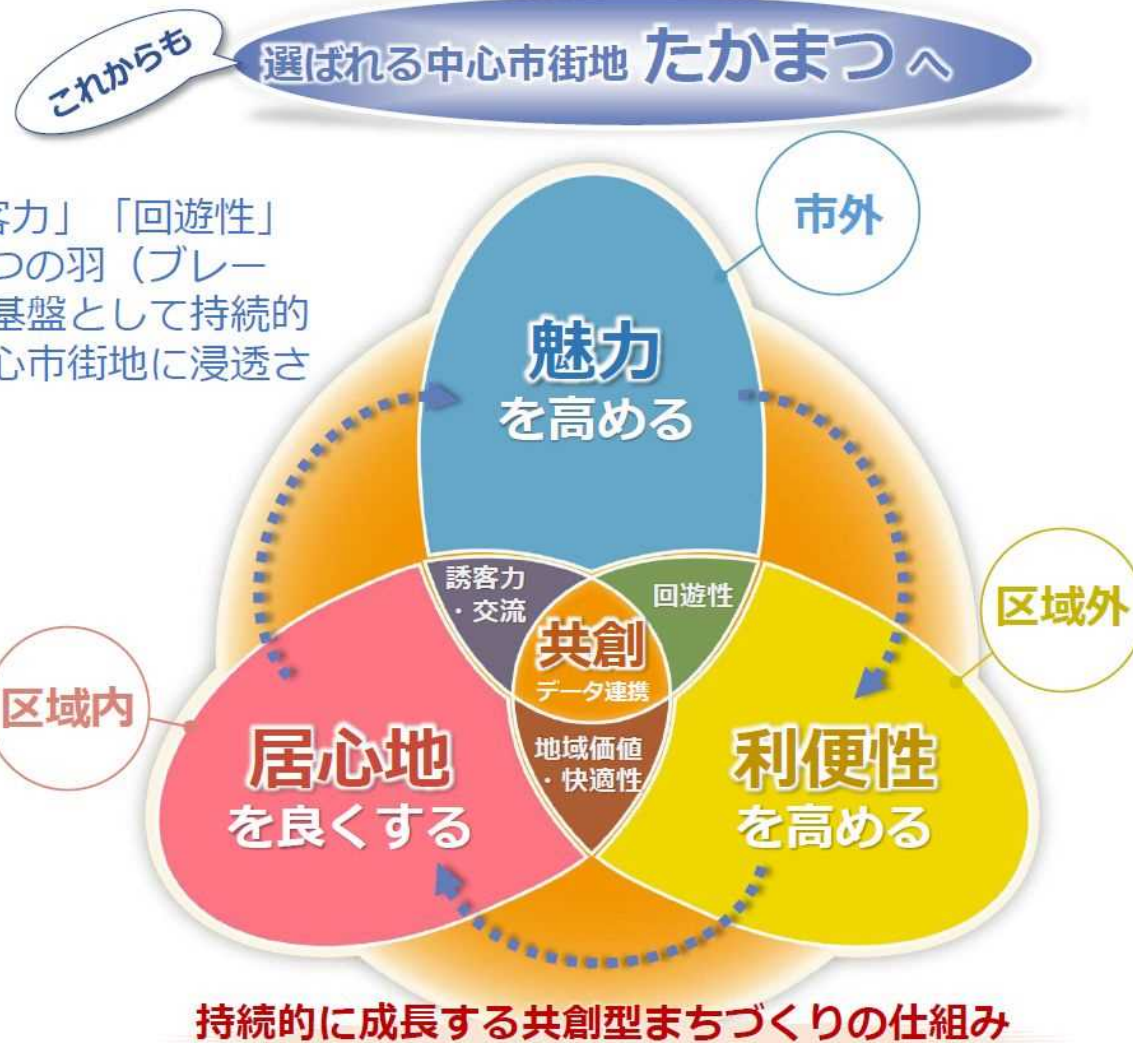 これからも
選ばれる中心市街地 たかまつ へ
市外
客力」「回遊性」
つの羽（ブレー
基盤として持続的
心市街地に浸透さ
魅力
を高める
誘客力
・交流
回遊性
区域外
共創
データ連携
区域内
居心地
を良くする
地域価値
・快適性
利便性
を高める
持続的に成長する共創型まちづくりの仕組み